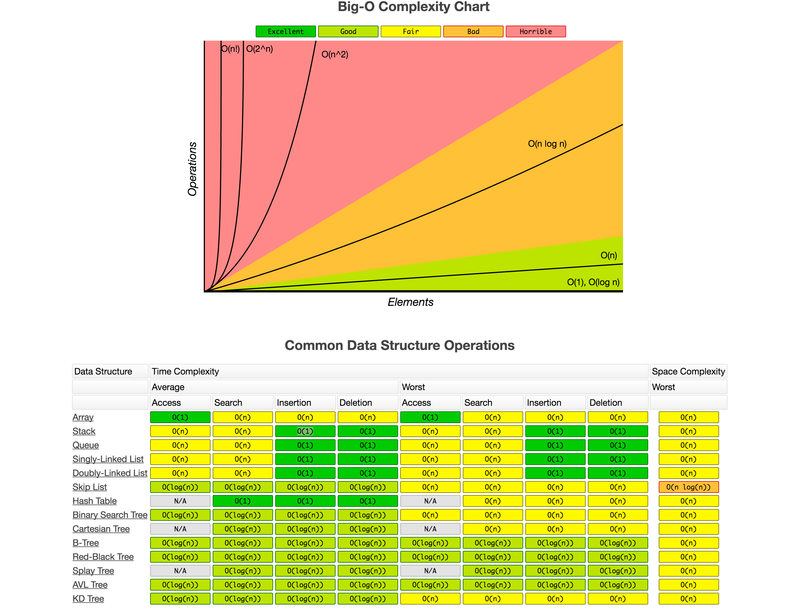 Big-O Complexity Chart
Excellent Good Fair Bad Horrible
O(n!) O(2^n) O(n^2)
O(n log n)
O(n)
O(1), O(log n)
Operations
Elements
Common Data Structure Operations
Data Structure Time Complexity Space Complexity
Average Worst Worst
Access Search Insertion Deletion Access Search Insertion Deletion
Array O(1) O(n) O(n) O(n) O(1) O(n) O(n) O(n) O(n)
Stack O(n) O(n) O(1) O(1) O(n) O(n) O(1) O(1) O(n)
Queue O(n) O(n) O(1) O(1) O(n) O(n) O(1) O(1) O(n)
Singly-Linked List O(n) O(n) O(1) O(1) O(n) O(n) O(1) O(1) O(n)
Doubly-Linked List O(n) O(n) O(1) O(1) O(n) O(n) O(1) O(1) O(n)
Skip List O(log(n)) O(log(n)) O(log(n)) O(log(n)) O(n) O(n) O(n) O(n) O(n log(n))
Hash Table N/A O(1) O(1) O(1) N/A O(n) O(n) O(n) O(n)
Binary Search Tree O(log(n)) O(log(n)) O(log(n)) O(log(n)) O(n) O(n) O(n) O(n) O(n)
Cartesian Tree N/A O(log(n)) O(log(n)) O(log(n)) N/A O(n) O(n) O(n) O(n)
B-Tree O(log(n)) O(log(n)) O(log(n)) O(log(n)) O(log(n)) O(log(n)) O(log(n)) O(log(n)) O(n)
Red-Black Tree O(log(n)) O(log(n)) O(log(n)) O(log(n)) O(log(n)) O(log(n)) O(log(n)) O(log(n)) O(n)
Splay Tree N/A O(log(n)) O(log(n)) O(log(n)) N/A O(log(n)) O(log(n)) O(log(n)) O(n)
AVL Tree O(log(n)) O(log(n)) O(log(n)) O(log(n)) O(log(n)) O(log(n)) O(log(n)) O(log(n)) O(n)
KD Tree O(log(n)) O(log(n)) O(log(n)) O(log(n)) O(n) O(n) O(n) O(n) O(n)